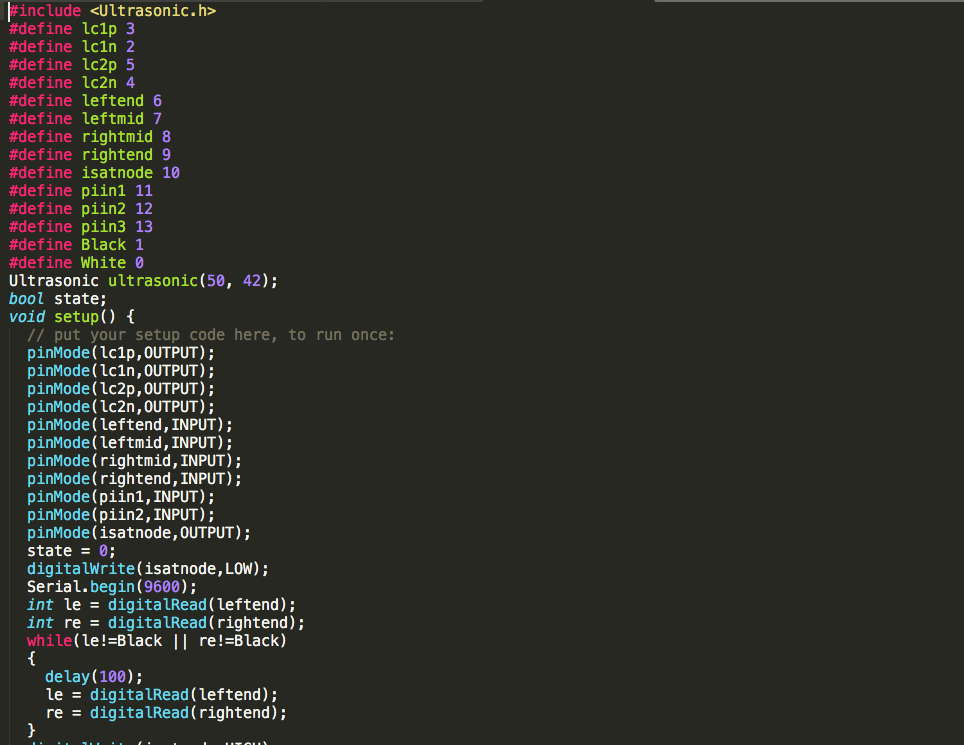 #include <Ultrasonic.h>
#define lc1p 3
#define lc1n 2
#define lc2p 5
#define lc2n 4
#define leftend 6
#define leftmid 7
#define rightmid 8
#define rightend 9
#define isatnode 10
#define piin1 11
#define piin2 12
#define piin3 13
#define Black 1
#define White 0
Ultrasonic ultrasonic(50, 42);
bool state;
void setup() {
  // put your setup code here, to run once:
  pinMode(lc1p,OUTPUT);
  pinMode(lc1n,OUTPUT);
  pinMode(lc2p,OUTPUT);
  pinMode(lc2n,OUTPUT);
  pinMode(leftend,INPUT);
  pinMode(leftmid,INPUT);
  pinMode(rightmid,INPUT);
  pinMode(rightend,INPUT);
  pinMode(piin1,INPUT);
  pinMode(piin2,INPUT);
  pinMode(isatnode,OUTPUT);
  state = 0;
  digitalWrite(isatnode,LOW);
  Serial.begin(9600);
  int le = digitalRead(leftend);
  int re = digitalRead(rightend);
  while(le!=Black || re!=Black)
  {
    delay(100);
    le = digitalRead(leftend);
    re = digitalRead(rightend);
  }